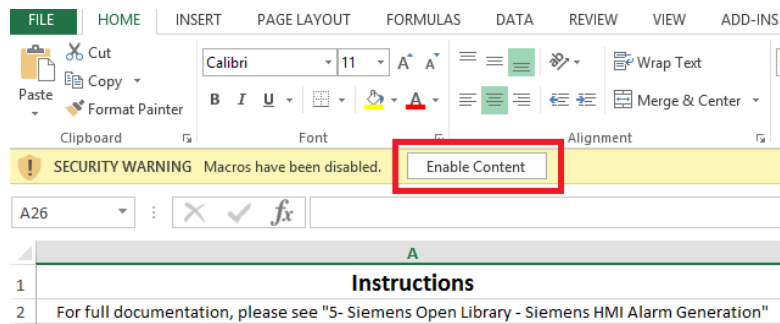 FILE HOME INSERT PAGE LAYOUT FORMULAS DATA REVIEW VIEW ADD-INS
Cut
Copy
Format Painter
Paste
Calibri 11 A A
B I U A
Wrap Text
Merge & Center
Clipboard Font Alignment
! SECURITY WARNING Macros have been disabled. Enable Content
A26 fx
A
1 Instructions
2 For full documentation, please see "5- Siemens Open Library - Siemens HMI Alarm Generation"